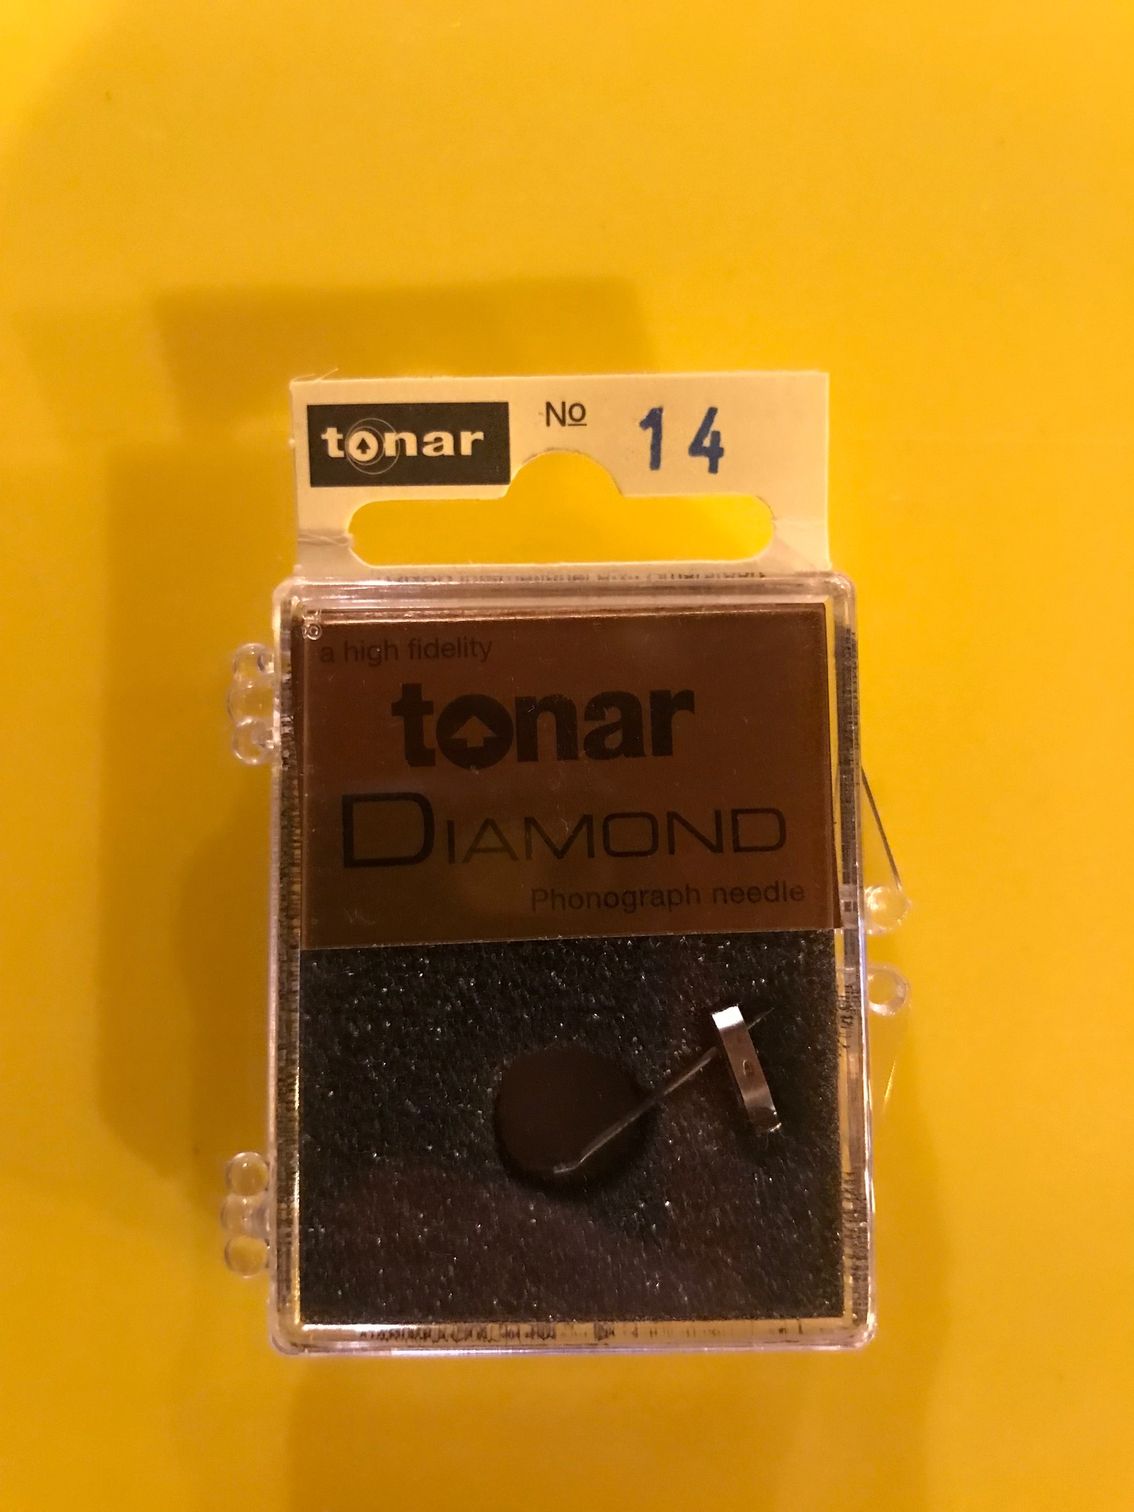 tonar
No 14
a high fidelity
tonar
DIAMOND
Phonograph needle